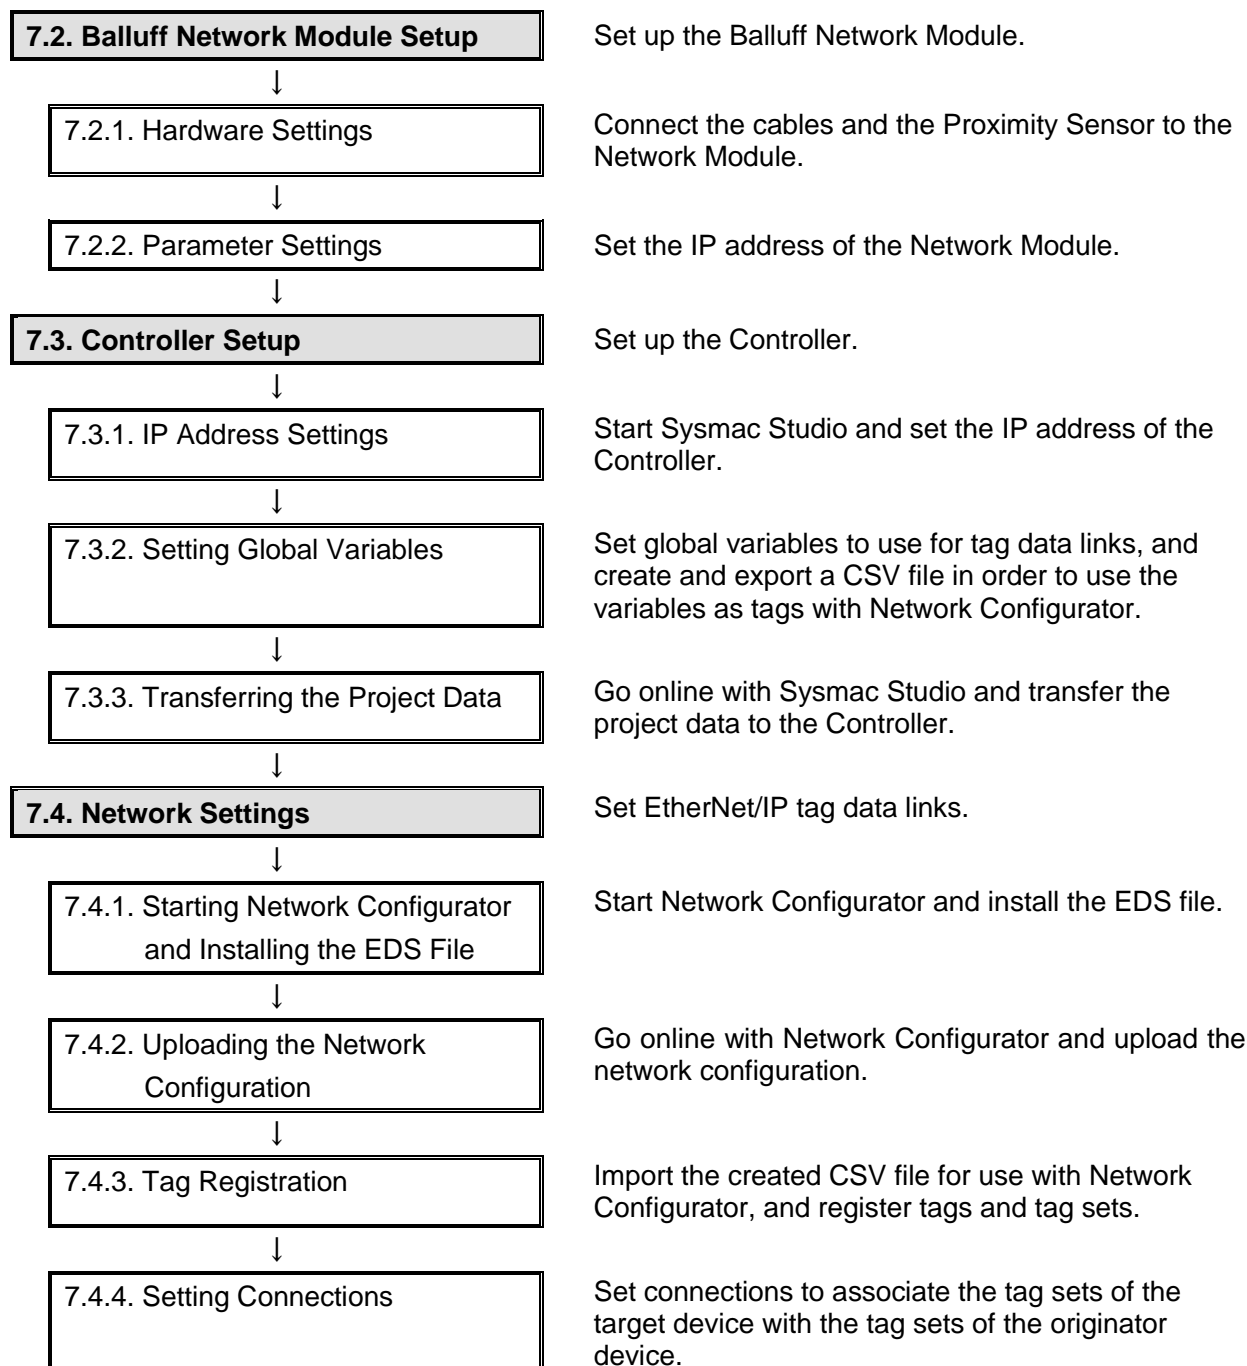 7.2. Balluff Network Module Setup
Set up the Balluff Network Module.
↓
7.2.1. Hardware Settings
Connect the cables and the Proximity Sensor to the
Network Module.
↓
7.2.2. Parameter Settings
Set the IP address of the Network Module.
↓
7.3. Controller Setup
Set up the Controller.
↓
7.3.1. IP Address Settings
Start Sysmac Studio and set the IP address of the
Controller.
↓
7.3.2. Setting Global Variables
Set global variables to use for tag data links, and
create and export a CSV file in order to use the
variables as tags with Network Configurator.
↓
7.3.3. Transferring the Project Data
Go online with Sysmac Studio and transfer the
project data to the Controller.
↓
7.4. Network Settings
Set EtherNet/IP tag data links.
↓
7.4.1. Starting Network Configurator
and Installing the EDS File
Start Network Configurator and install the EDS file.
↓
7.4.2. Uploading the Network
Configuration
Go online with Network Configurator and upload the
network configuration.
↓
7.4.3. Tag Registration
Import the created CSV file for use with Network
Configurator, and register tags and tag sets.
↓
7.4.4. Setting Connections
Set connections to associate the tag sets of the
target device with the tag sets of the originator
device.